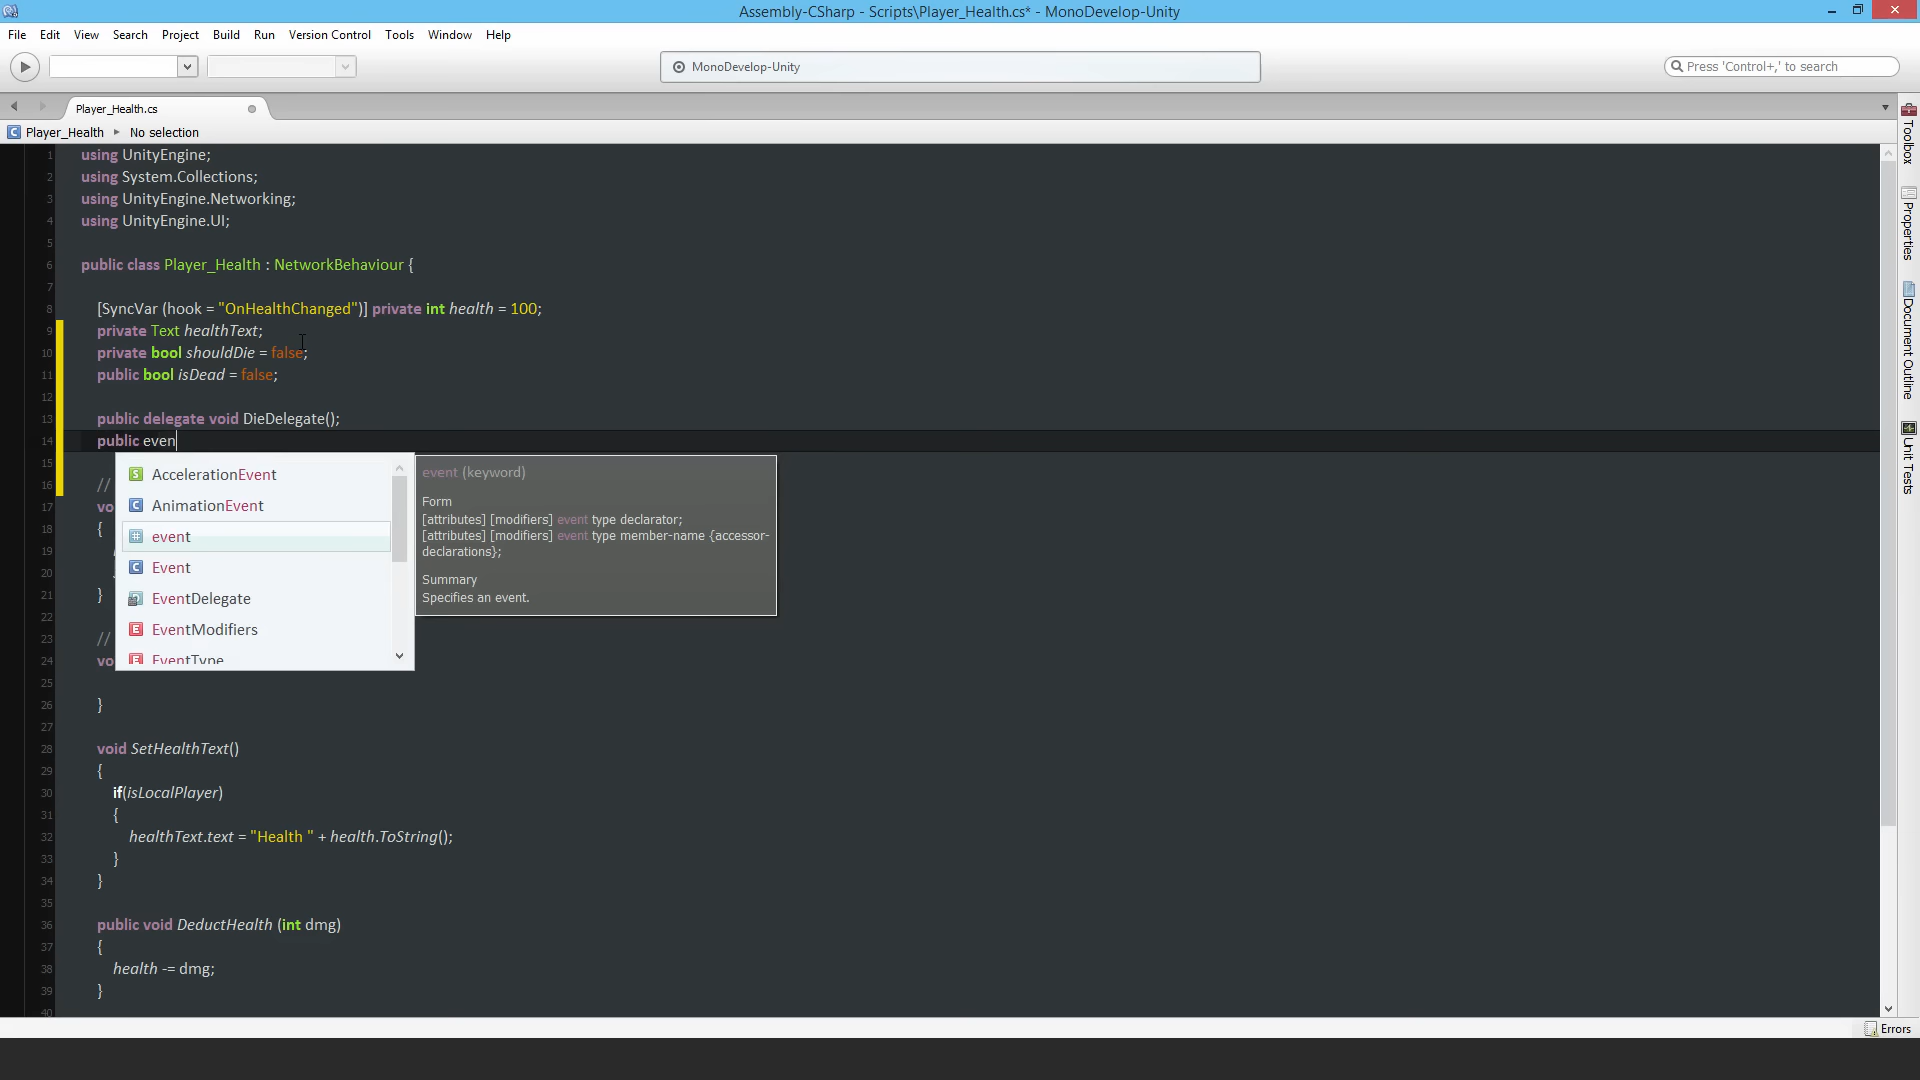 Assembly-CSharp - Scripts\Player_Health.cs* - MonoDevelop-Unity
File Edit View Search Project Build Run Version Control Tools Window Help
MonoDevelop-Unity
Press 'Control+,' to search
Player_Health.cs
Player_Health No selection
1 using UnityEngine;
2 using System.Collections;
3 using UnityEngine.Networking;
4 using UnityEngine.UI;
5
6 public class Player_Health : NetworkBehaviour {
7
8 [SyncVar (hook = "OnHealthChanged")] private int health = 100;
9 private Text healthText;
10 private bool shouldDie = false;
11 public bool isDead = false;
12
13 public delegate void DieDelegate();
14 public even
15
16 //
17 vo
18 {
19
20
21 }
22
23 //
24 vo
25
26 }
27
28 void SetHealthText()
29 {
30 if(isLocalPlayer)
31 {
32 healthText.text = "Health " + health.ToString();
33 }
34 }
35
36 public void DeductHealth (int dmg)
37 {
38 health -= dmg;
39 }
40
AccelerationEvent
AnimationEvent
event
Event
EventDelegate
EventModifiers
EventType
event (keyword)
Form
[attributes] [modifiers] event type declarator;
[attributes] [modifiers] event type member-name {accessor-
declarations};
Summary
Specifies an event.
Toolbox
Properties
Document Outline
Unit Tests
Errors